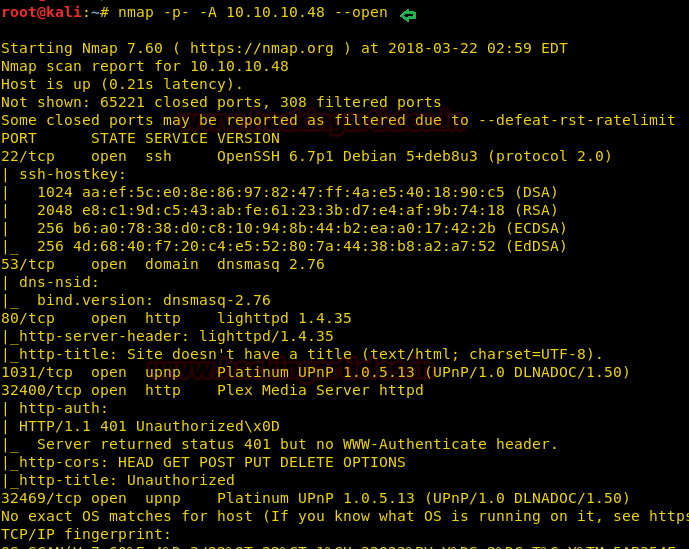 root@kali:~# nmap -p- -A 10.10.10.48 --open
Starting Nmap 7.60 ( https://nmap.org ) at 2018-03-22 02:59 EDT
Nmap scan report for 10.10.10.48
Host is up (0.21s latency).
Not shown: 65221 closed ports, 308 filtered ports
Some closed ports may be reported as filtered due to --defeat-rst-ratelimit
PORT      STATE SERVICE VERSION
22/tcp    open  ssh     OpenSSH 6.7p1 Debian 5+deb8u3 (protocol 2.0)
| ssh-hostkey:
|   1024 aa:ef:5c:e0:8e:86:97:82:47:ff:4a:e5:40:18:90:c5 (DSA)
|   2048 e8:c1:9d:c5:43:ab:fe:61:23:3b:d7:e4:af:9b:74:18 (RSA)
|   256 b6:a0:78:38:d0:c8:10:94:8b:44:b2:ea:a0:17:42:2b (ECDSA)
|_  256 4d:68:40:f7:20:c4:e5:52:80:7a:44:38:b8:a2:a7:52 (EdDSA)
53/tcp    open  domain  dnsmasq 2.76
| dns-nsid:
|_  bind.version: dnsmasq-2.76
80/tcp    open  http    lighttpd 1.4.35
|_http-server-header: lighttpd/1.4.35
|_http-title: Site doesn't have a title (text/html; charset=UTF-8).
1031/tcp  open  upnp    Platinum UPnP 1.0.5.13 (UPnP/1.0 DLNADOC/1.50)
32400/tcp open  http    Plex Media Server httpd
| http-auth:
| HTTP/1.1 401 Unauthorized\x0D
|_  Server returned status 401 but no WWW-Authenticate header.
|_http-cors: HEAD GET POST PUT DELETE OPTIONS
|_http-title: Unauthorized
32469/tcp open  upnp    Platinum UPnP 1.0.5.13 (UPnP/1.0 DLNADOC/1.50)
No exact OS matches for host (If you know what OS is running on it, see https
TCP/IP fingerprint: